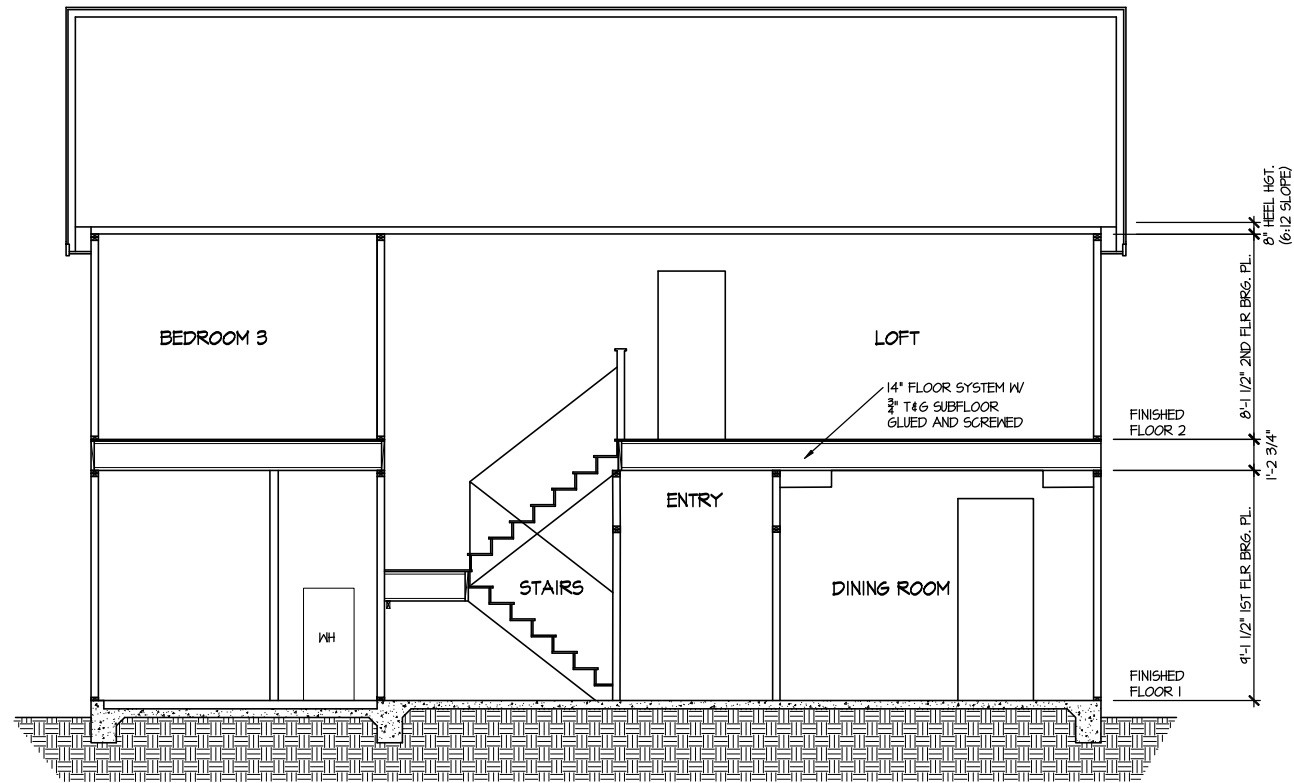 8" HEEL HGT.
(6:12 SLOPE)
BEDROOM 3
LOFT
8'-1 1/2" 2ND FLR BRG. PL.
14" FLOOR SYSTEM W/
3/4" T&G SUBFLOOR
GLUED AND SCREWED
FINISHED
FLOOR 2
1'-2 3/4"
ENTRY
STAIRS
DINING ROOM
9'-1 1/2" 1ST FLR BRG. PL.
WH
FINISHED
FLOOR 1